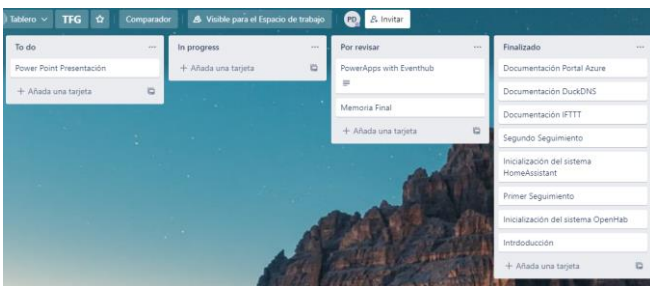 Tablero
TFG
Comparador
Visible para el Espacio de trabajo
PD
Invitar
To do
Power Point Presentación
+ Añada una tarjeta
In progress
+ Añada una tarjeta
Por revisar
PowerApps with Eventhub
Memoria Final
+ Añada una tarjeta
Finalizado
Documentación Portal Azure
Documentación DuckDNS
Documentación IFTTT
Segundo Seguimiento
Inicialización del sistema
HomeAssistant
Primer Seguimiento
Inicialización del sistema OpenHab
Intrdoducción
+ Añada una tarjeta